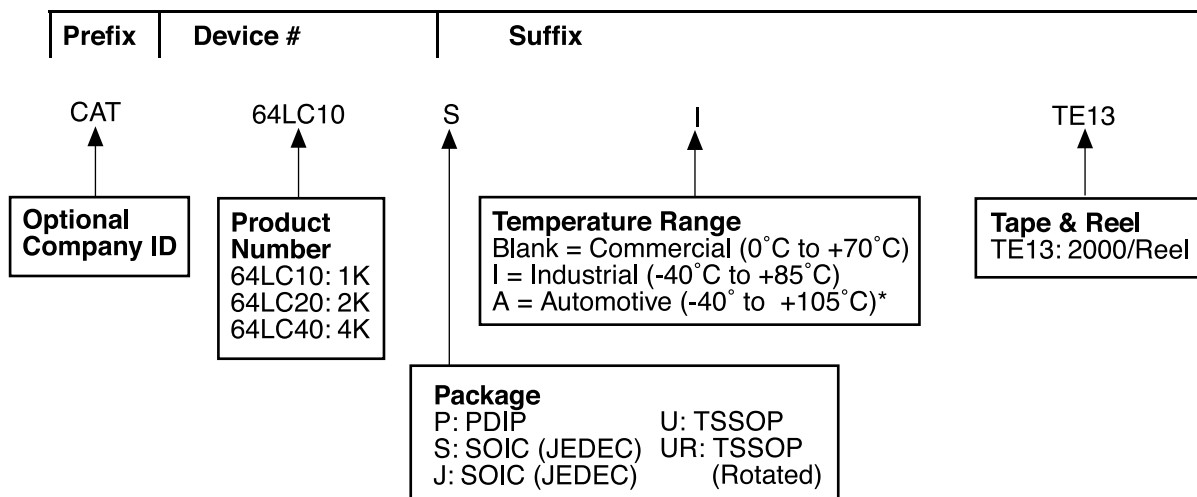 Prefix Device # Suffix
CAT 64LC10 S I TE13
Optional
Company ID
Product
Number
64LC10: 1K
64LC20: 2K
64LC40: 4K
Temperature Range
Blank = Commercial (0˚C to +70˚C)
I = Industrial (-40˚C to +85˚C)
A = Automotive (-40˚ to +105˚C)*
Tape & Reel
TE13: 2000/Reel
Package
P: PDIP U: TSSOP
S: SOIC (JEDEC) UR: TSSOP
J: SOIC (JEDEC) (Rotated)